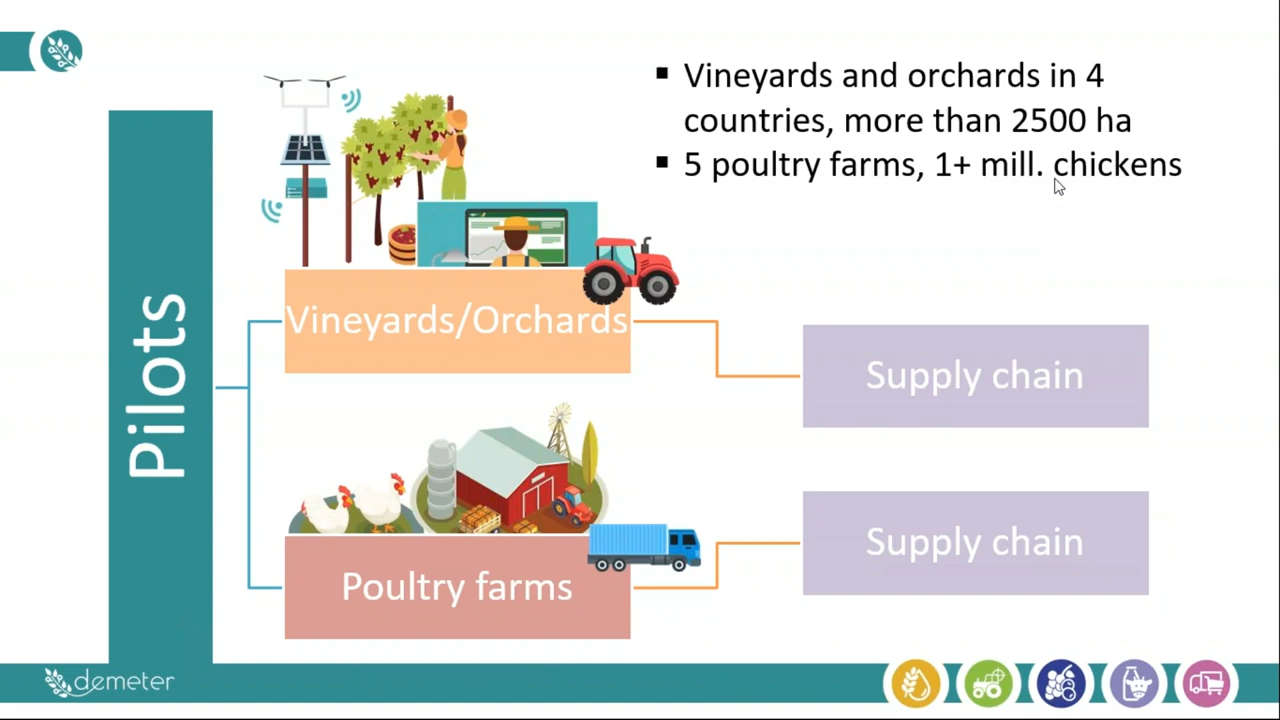 ▪ Vineyards and orchards in 4
countries, more than 2500 ha
▪ 5 poultry farms, 1+ mill. chickens
Pilots
Vineyards/Orchards
Supply chain
Poultry farms
Supply chain
demeter